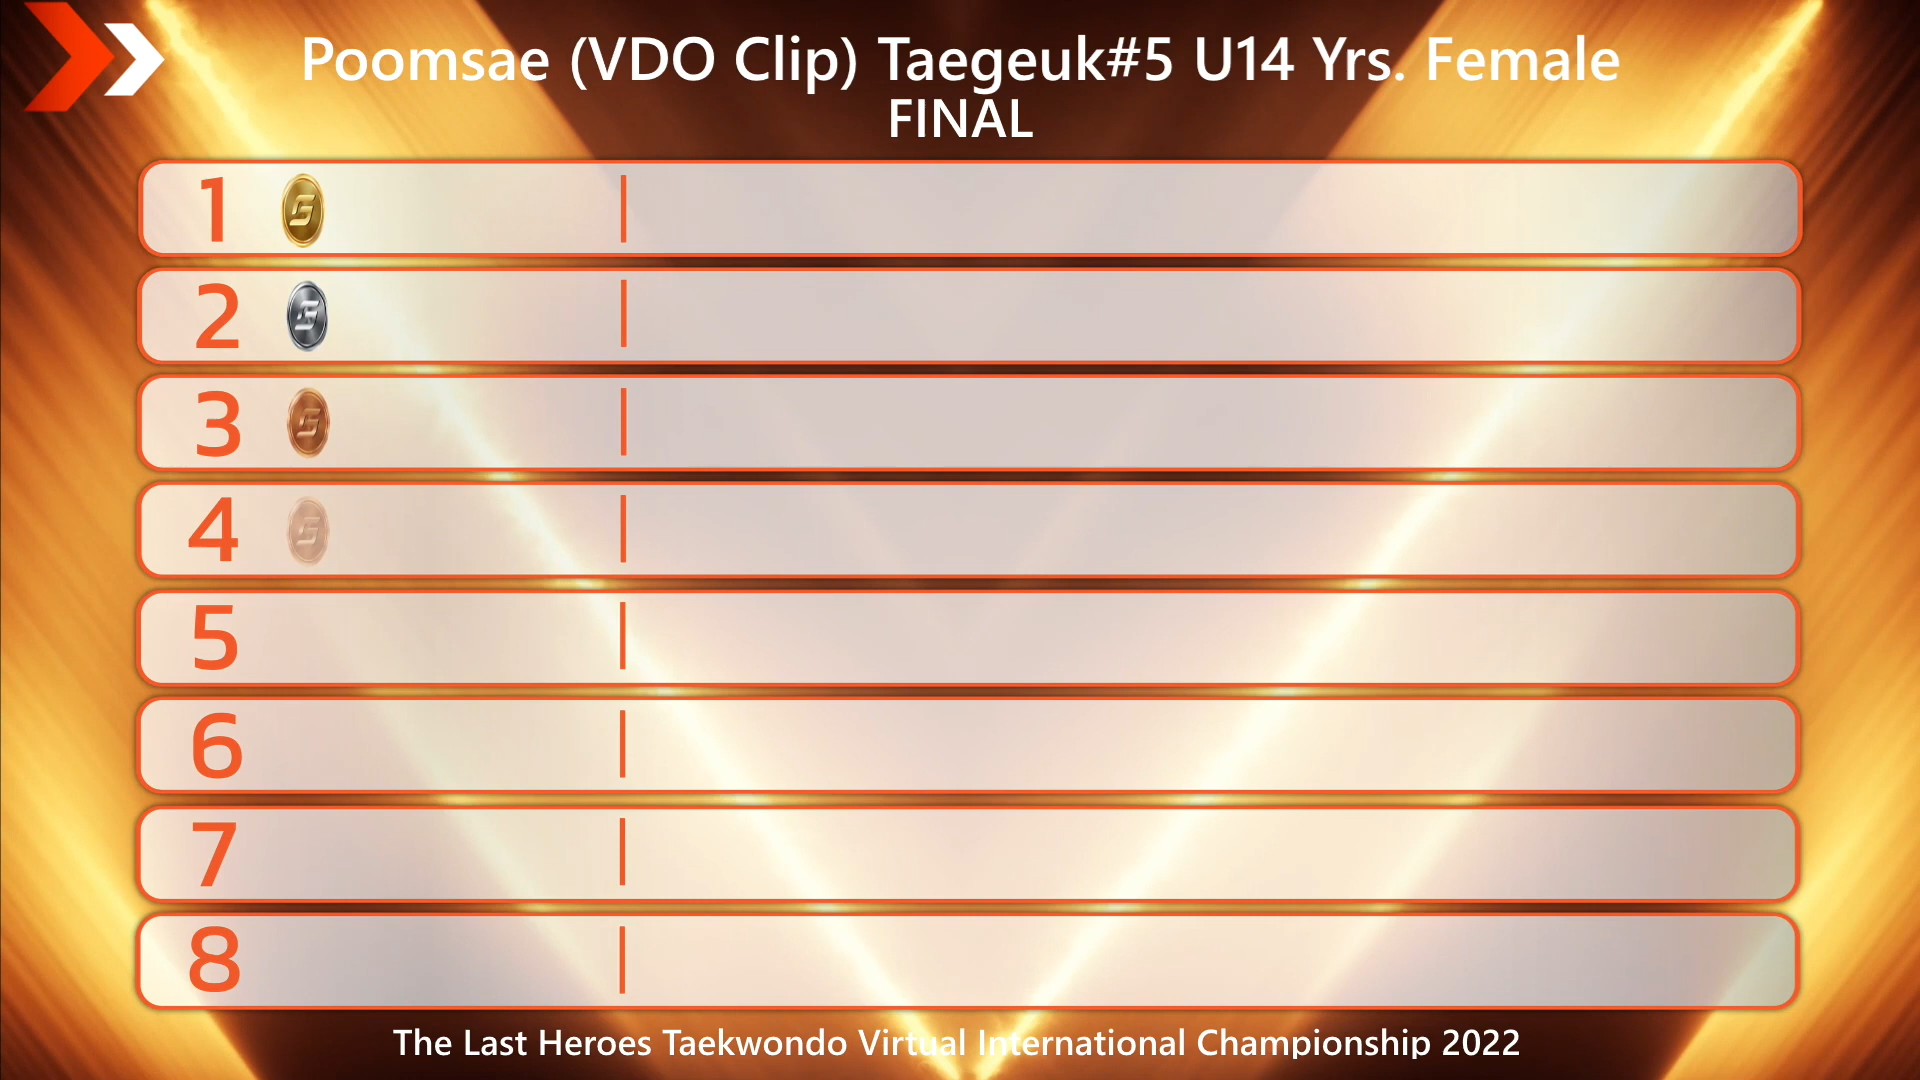 Poomsae (VDO Clip) Taegeuk#5 U14 Yrs. Female
FINAL
1
2
3
4
5
6
7
8
The Last Heroes Taekwondo Virtual International Championship 2022